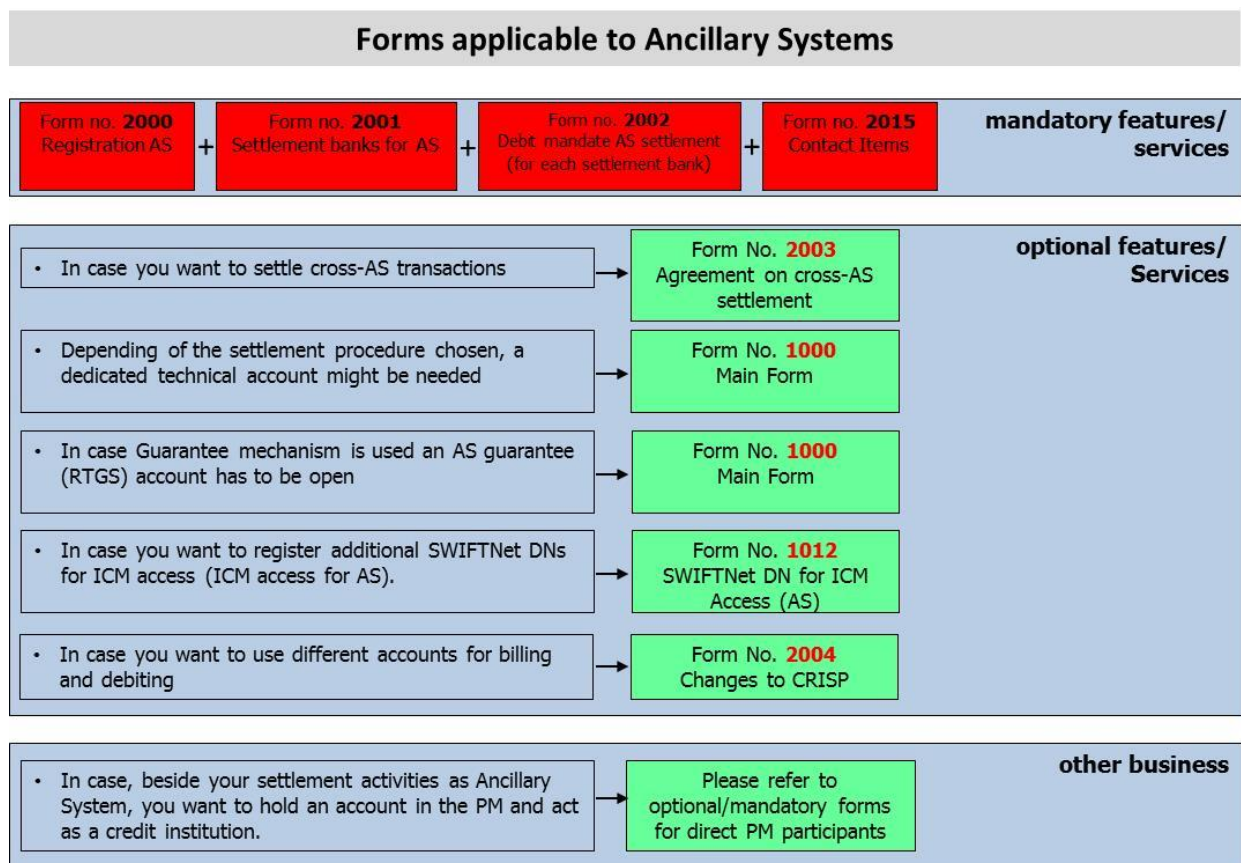 Forms applicable to Ancillary Systems
Form no. 2000
Registration AS
+
Form no. 2001
Settlement banks for AS
+
Form no. 2002
Debit mandate AS settlement
(for each settlement bank)
+
Form no. 2015
Contact Items
mandatory features/
services
optional features/
Services
• In case you want to settle cross-AS transactions
Form No. 2003
Agreement on cross-AS
settlement
• Depending of the settlement procedure chosen, a
dedicated technical account might be needed
Form No. 1000
Main Form
• In case Guarantee mechanism is used an AS guarantee
(RTGS) account has to be open
Form No. 1000
Main Form
• In case you want to register additional SWIFTNet DNs
for ICM access (ICM access for AS).
Form No. 1012
SWIFTNet DN for ICM
Access (AS)
• In case you want to use different accounts for billing
and debiting
Form No. 2004
Changes to CRISP
other business
• In case, beside your settlement activities as Ancillary
System, you want to hold an account in the PM and act
as a credit institution.
Please refer to
optional/mandatory forms
for direct PM participants